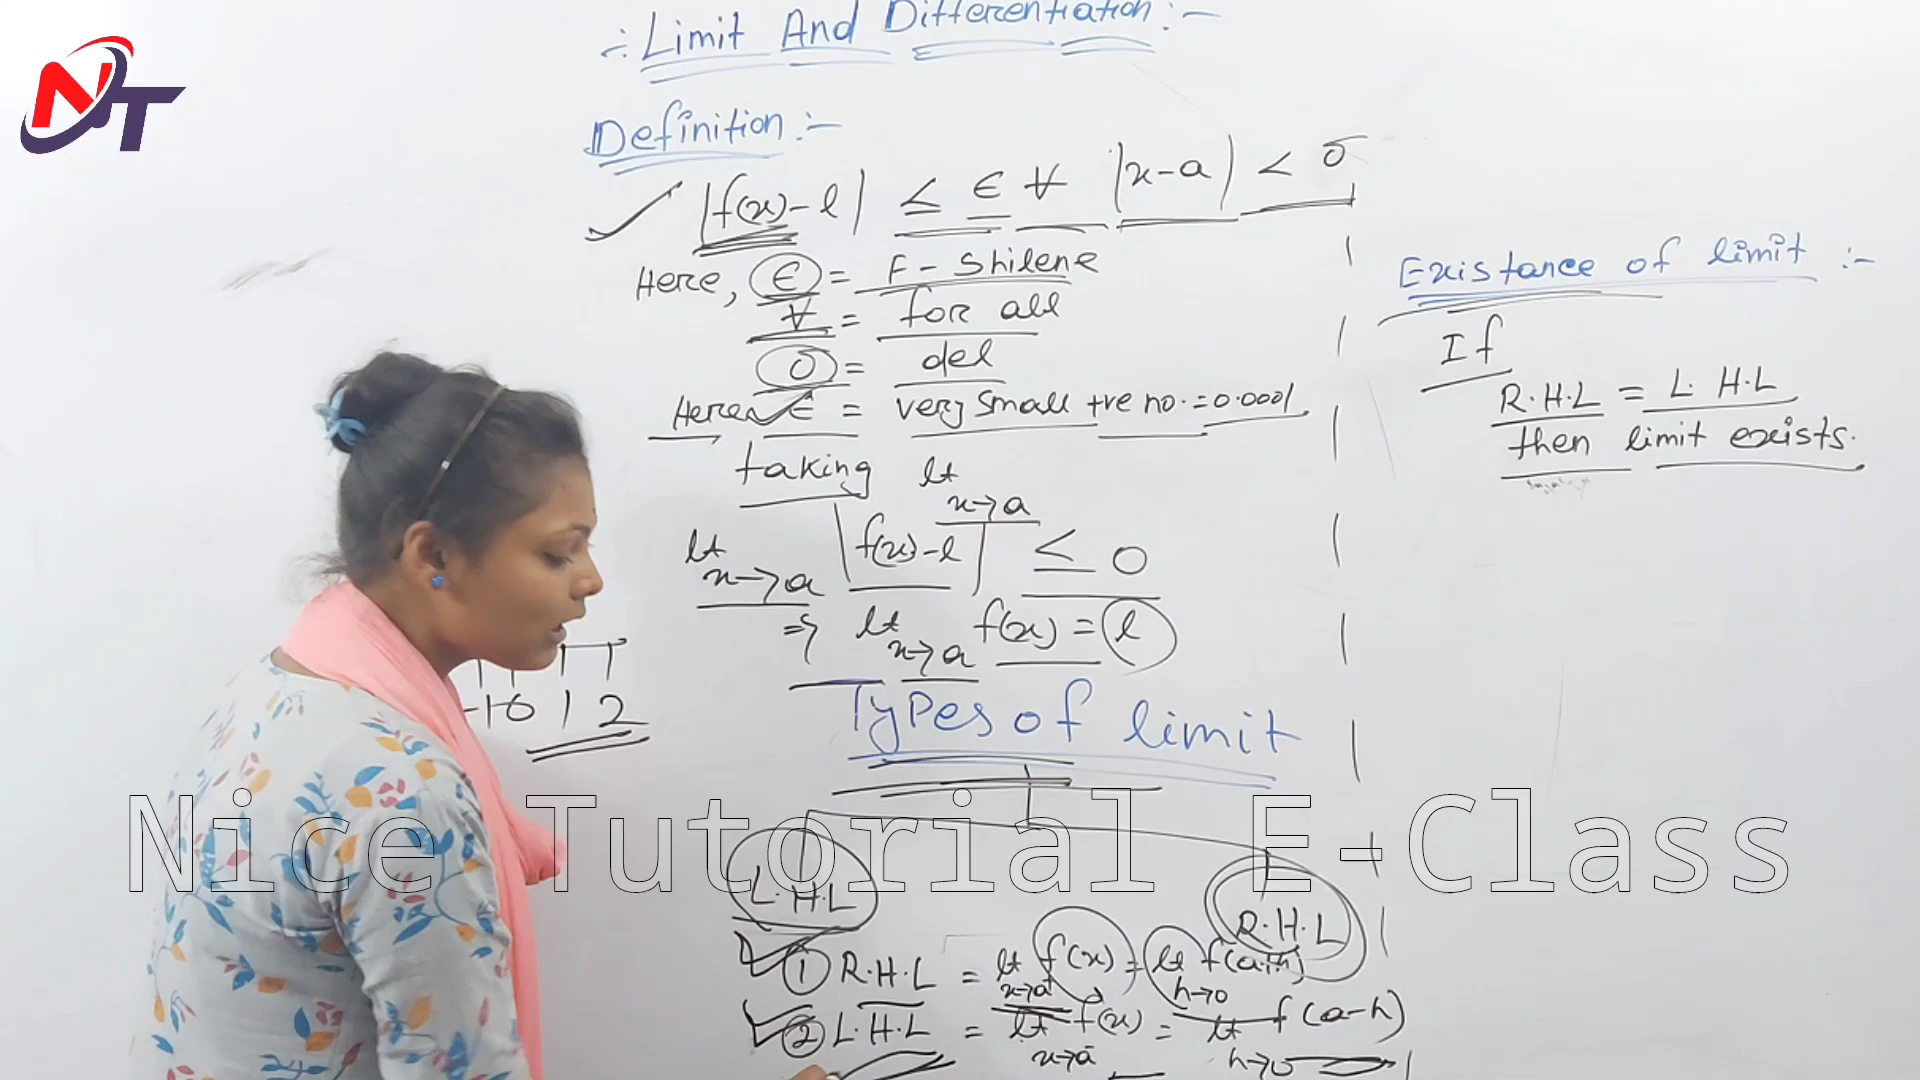 NT
÷ Limit And Differentiation :-
Definition :-
|f(x)-l| ≤ ∈ ∀ |x-a| < δ
Here, ∈ = F-Shilene
∀ = for all
δ = del
Here ∈ = very small +ve no. = 0.0001
taking lt x→a
lt x→a |f(x)-l| ≤ 0
⇒ lt x→a f(x) = l
-1 0 1 2
Types of limit
L.H.L R.H.L
① R.H.L = lt x→a⁺ f(x) = lt h→0 f(a+h)
② L.H.L = lt x→a⁻ f(x) = lt h→0 f(a-h)
Existance of limit :-
If
R.H.L = L.H.L
then limit exists.
Nice Tutorial E-Class